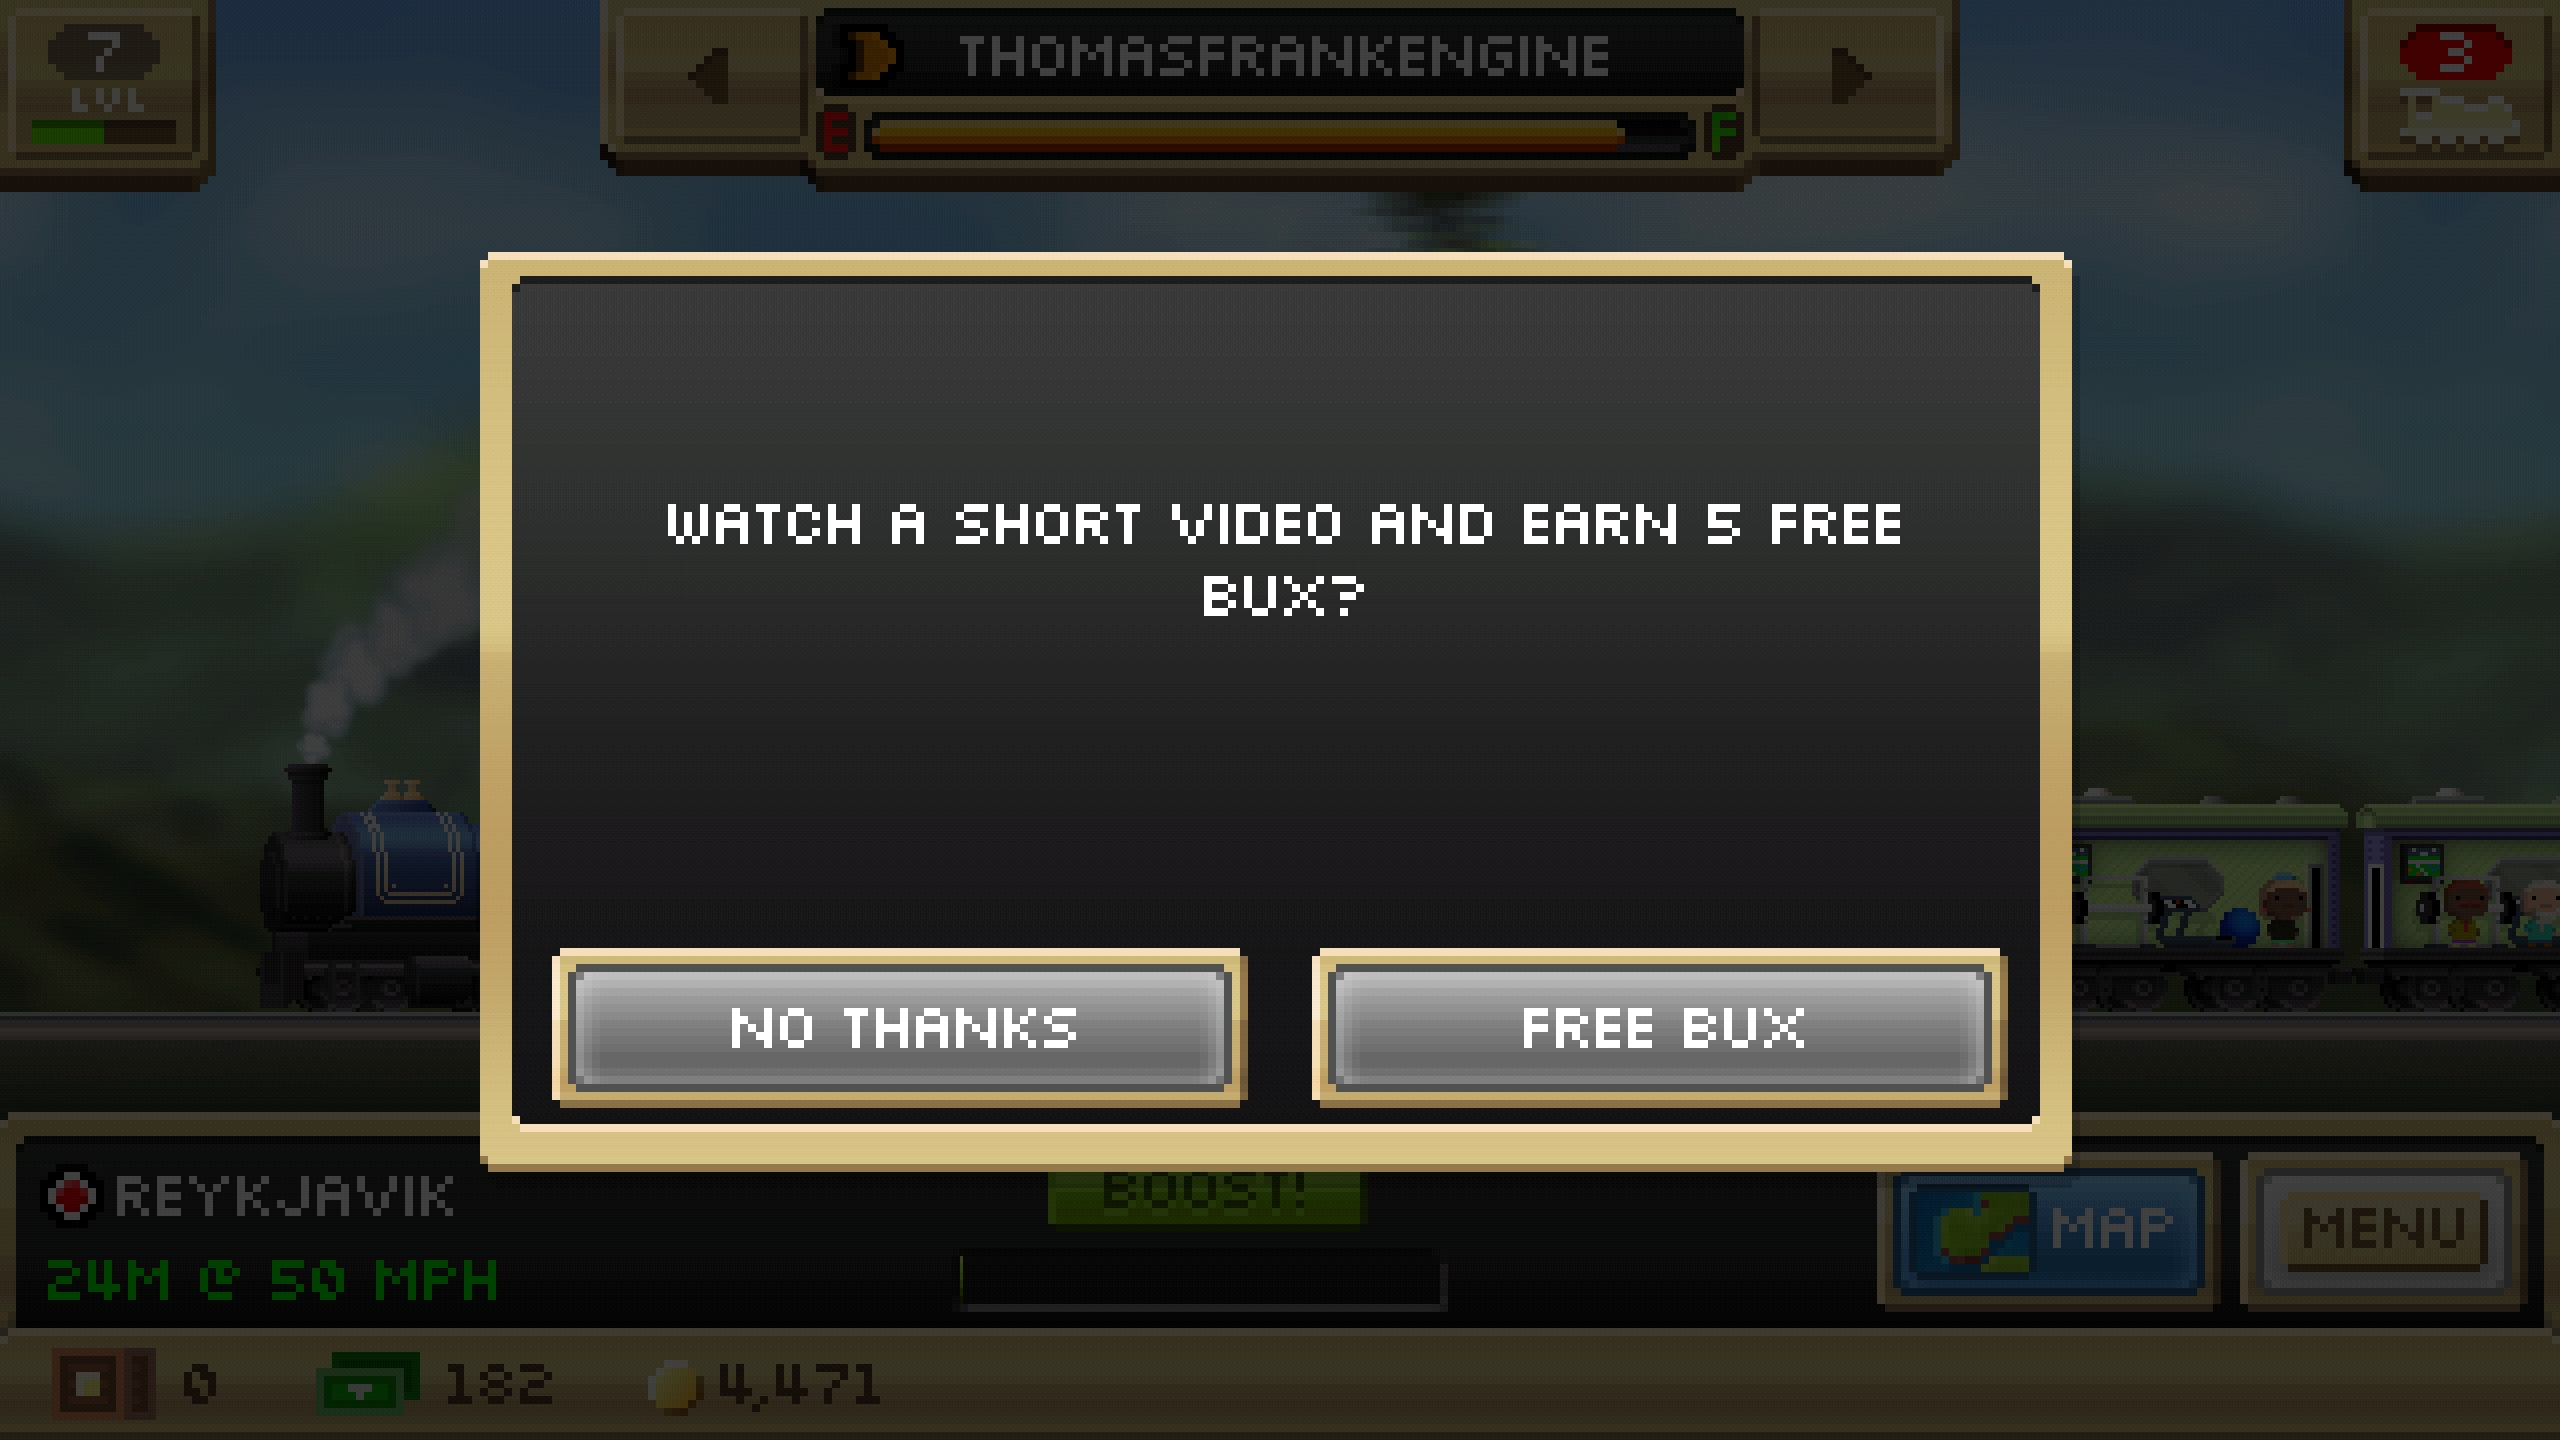 7
LVL
THOMASFRANKENGINE
E F
3
WATCH A SHORT VIDEO AND EARN 5 FREE
BUX?
NO THANKS
FREE BUX
REYKJAVIK
24M @ 50 MPH
BOOST!
MAP
MENU
0
182
4,471